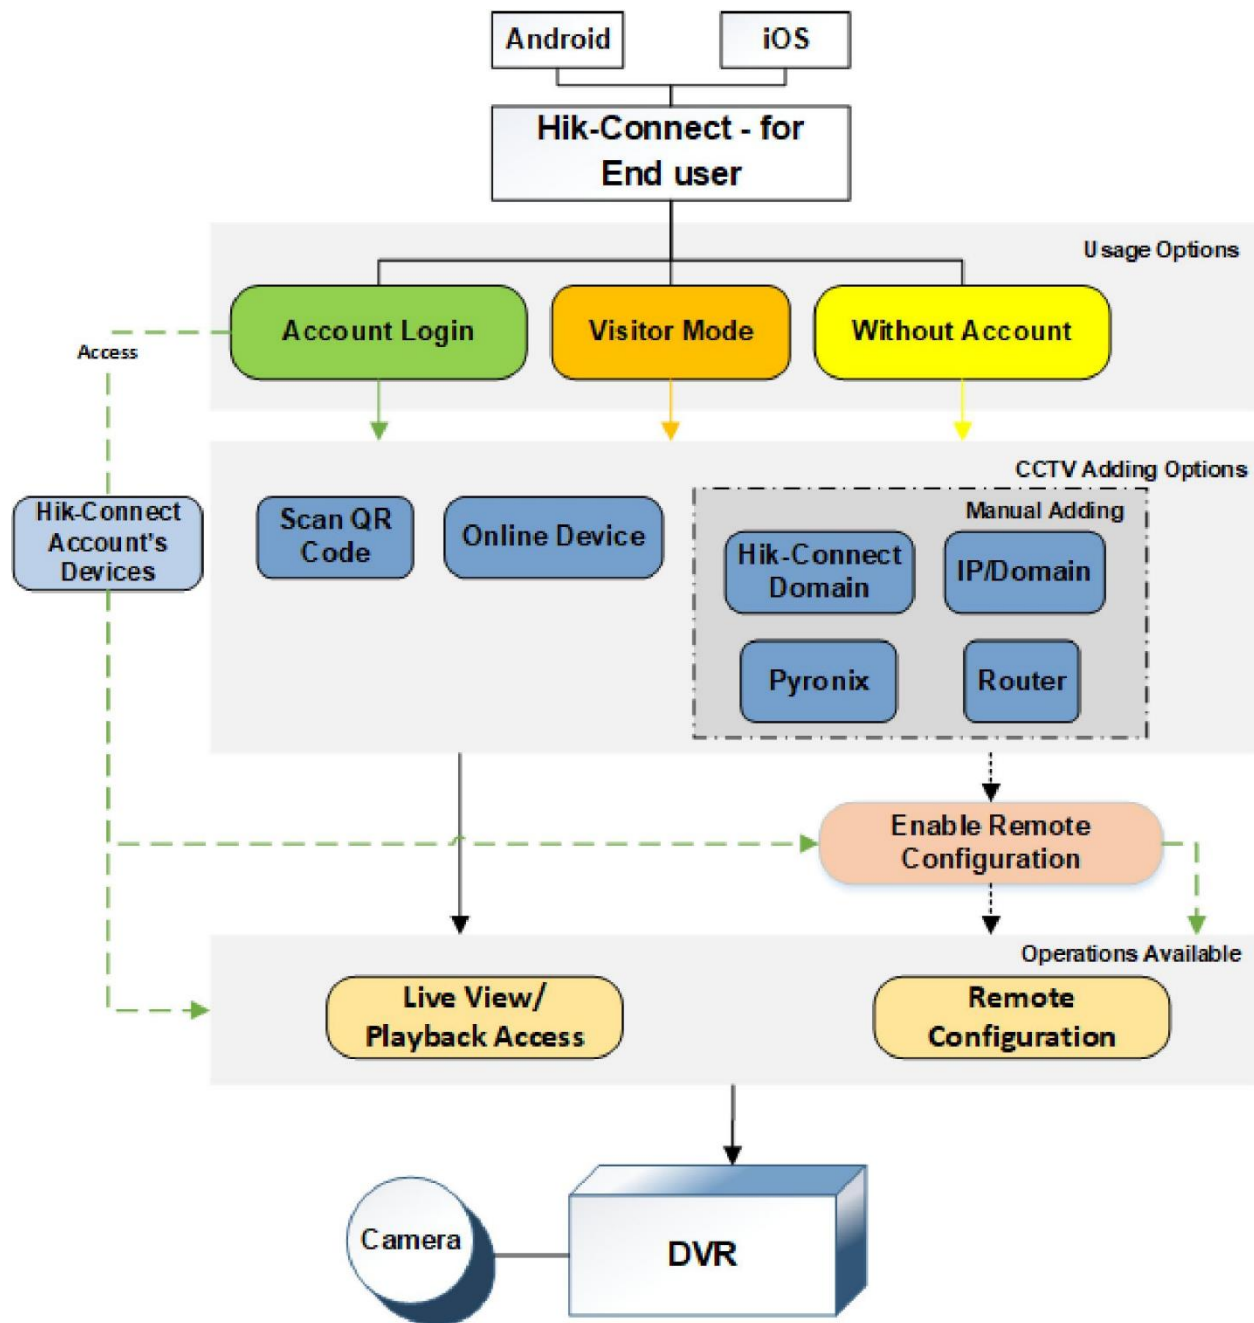 Android
iOS
Hik-Connect - for
End user
Usage Options
Account Login
Visitor Mode
Without Account
Access
CCTV Adding Options
Hik-Connect
Account's
Devices
Scan QR
Code
Online Device
Manual Adding
Hik-Connect
Domain
IP/Domain
Pyronix
Router
Enable Remote
Configuration
Operations Available
Live View/
Playback Access
Remote
Configuration
Camera
DVR